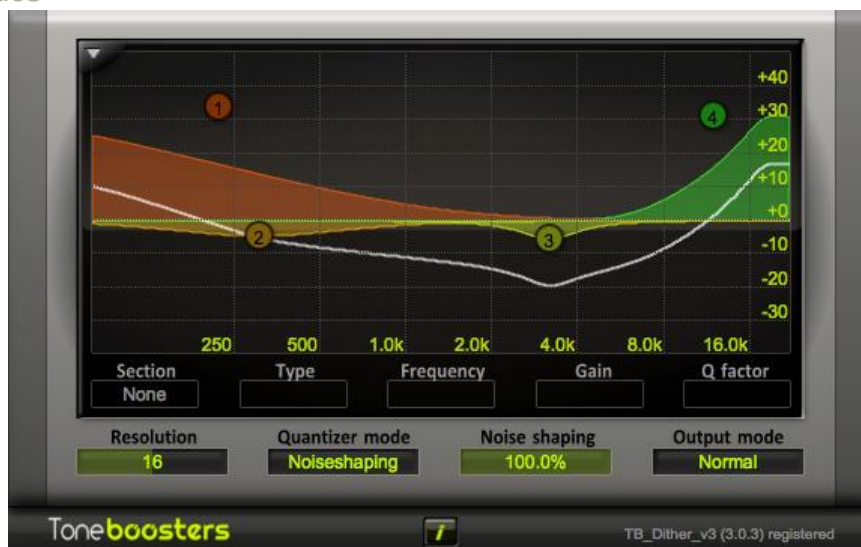 1
4
2
3
+40
+30
+20
+10
+0
-10
-20
-30
250 500 1.0k 2.0k 4.0k 8.0k 16.0k
Section Type Frequency Gain Q factor
None
Resolution Quantizer mode Noise shaping Output mode
16 Noiseshaping 100.0% Normal
Toneboosters i TB_Dither_v3 (3.0.3) registered